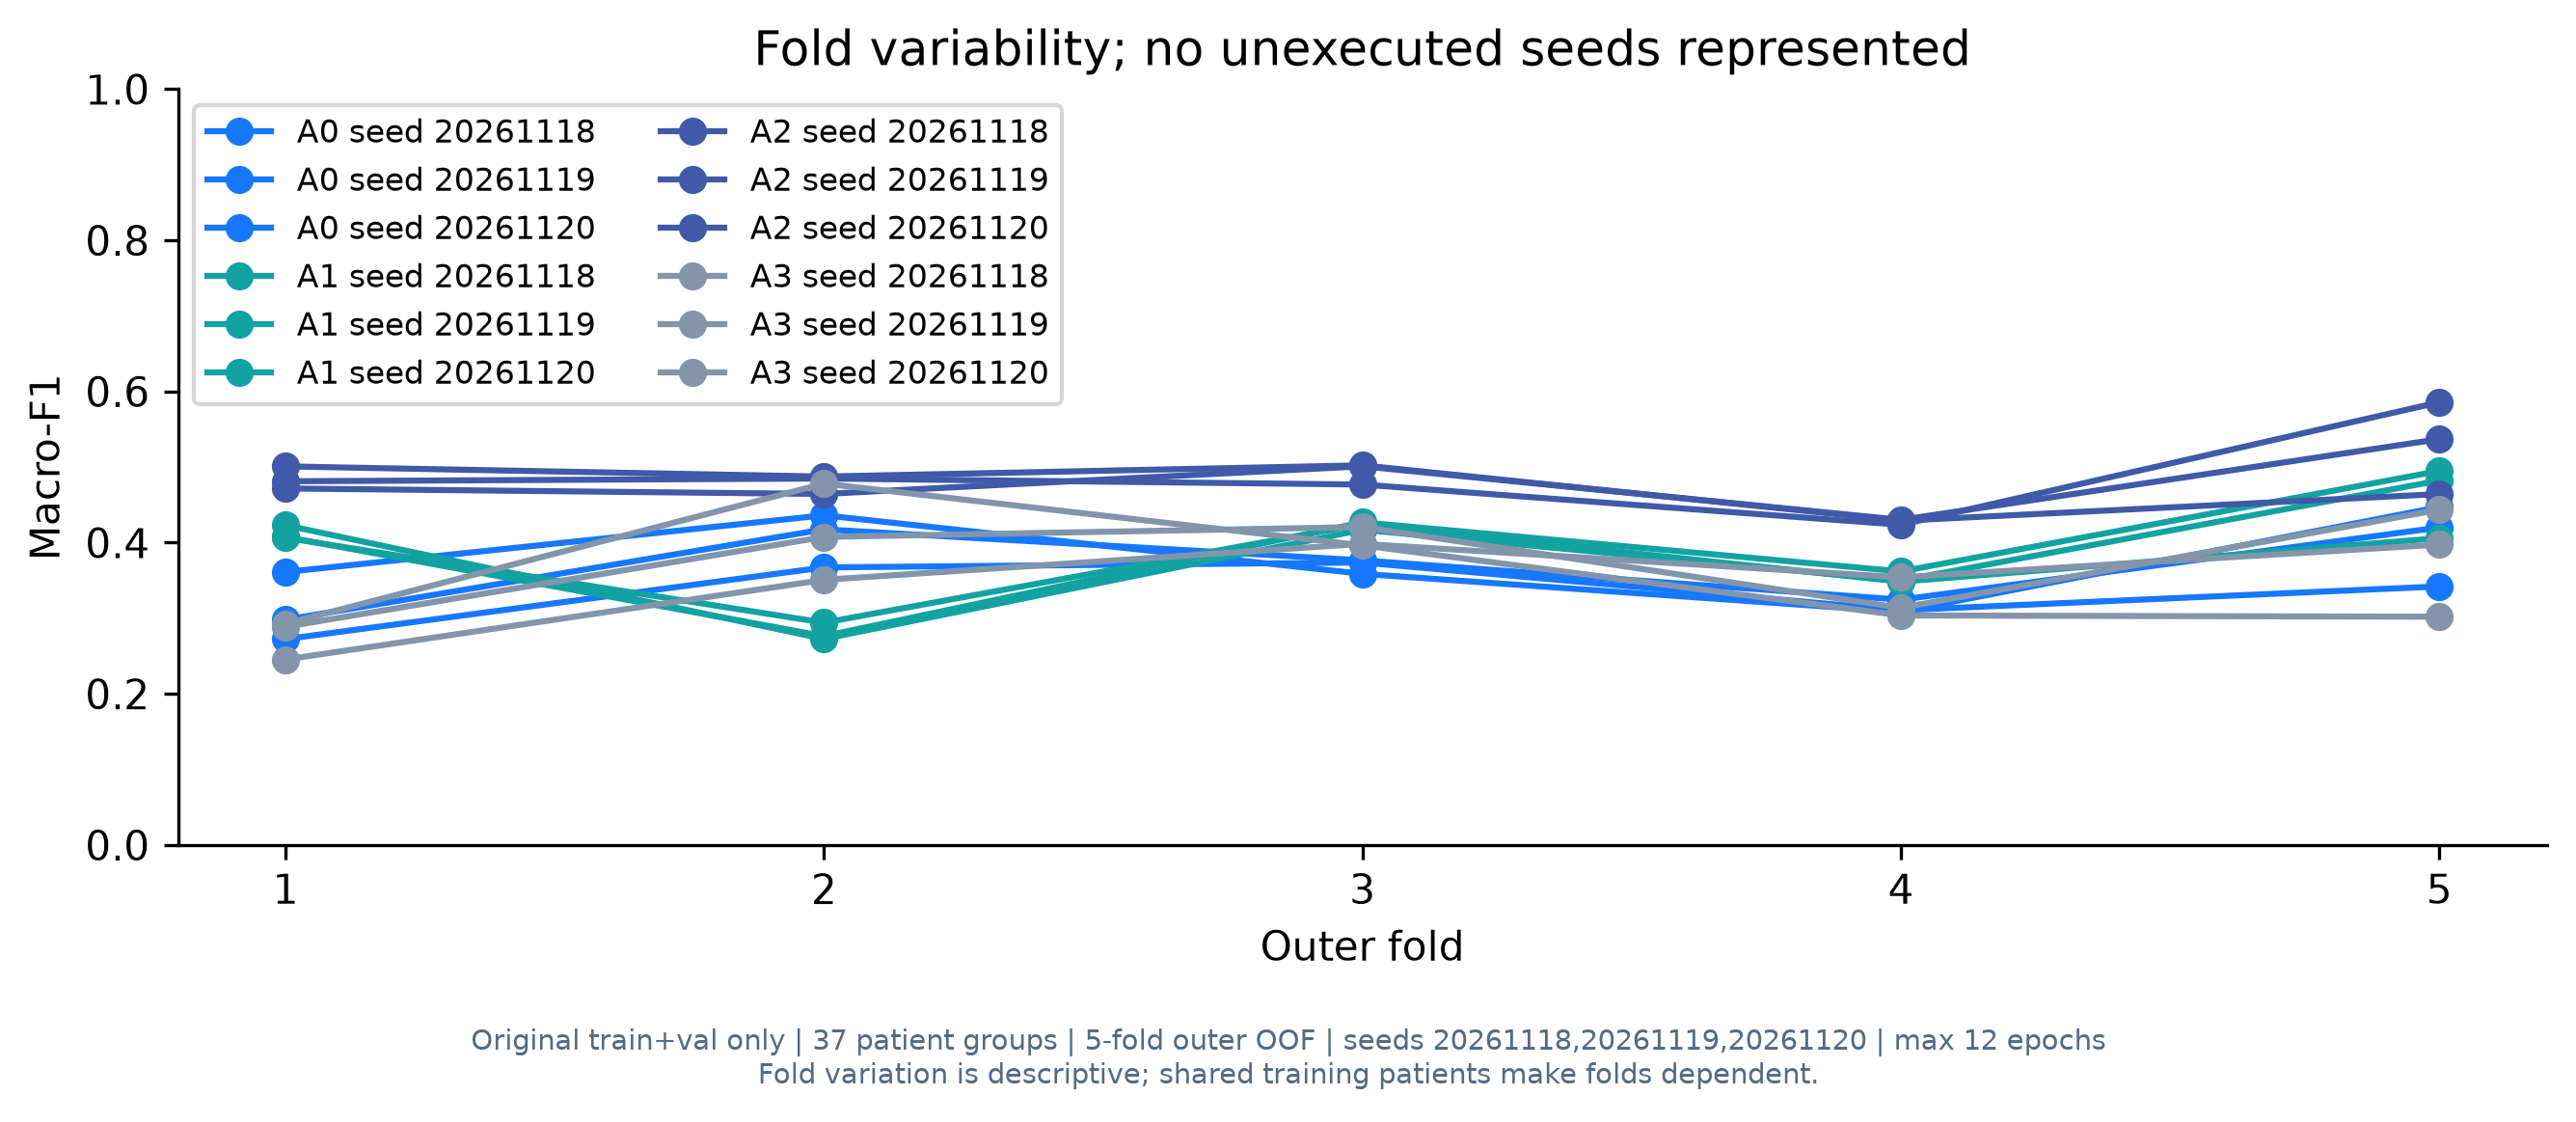 Fold variability; no unexecuted seeds represented
1.0
0.8
0.6
0.4
0.2
0.0
Macro-F1
A0 seed 20261118
A0 seed 20261119
A0 seed 20261120
A1 seed 20261118
A1 seed 20261119
A1 seed 20261120
A2 seed 20261118
A2 seed 20261119
A2 seed 20261120
A3 seed 20261118
A3 seed 20261119
A3 seed 20261120
1 2 3 4 5
Outer fold
Original train+val only | 37 patient groups | 5-fold outer OOF | seeds 20261118,20261119,20261120 | max 12 epochs
Fold variation is descriptive; shared training patients make folds dependent.